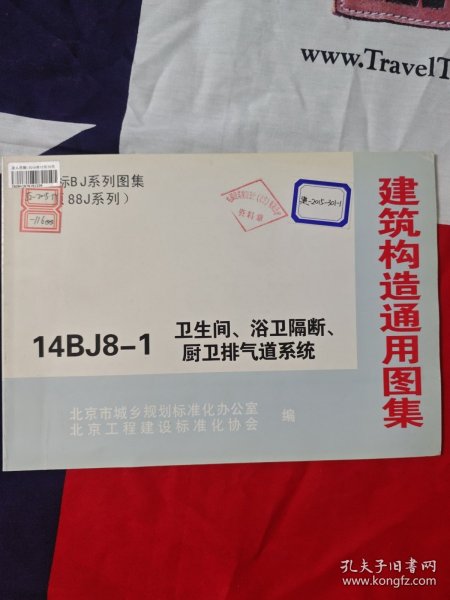 www.TravelT
标BJ系列图集
88J系列）
资料章
建筑构造通用图集
14BJ8-1
卫生间、浴卫隔断、
厨卫排气道系统
北京市城乡规划标准化办公室
北京工程建设标准化协会
编
孔夫子旧书网
www.kongfz.com